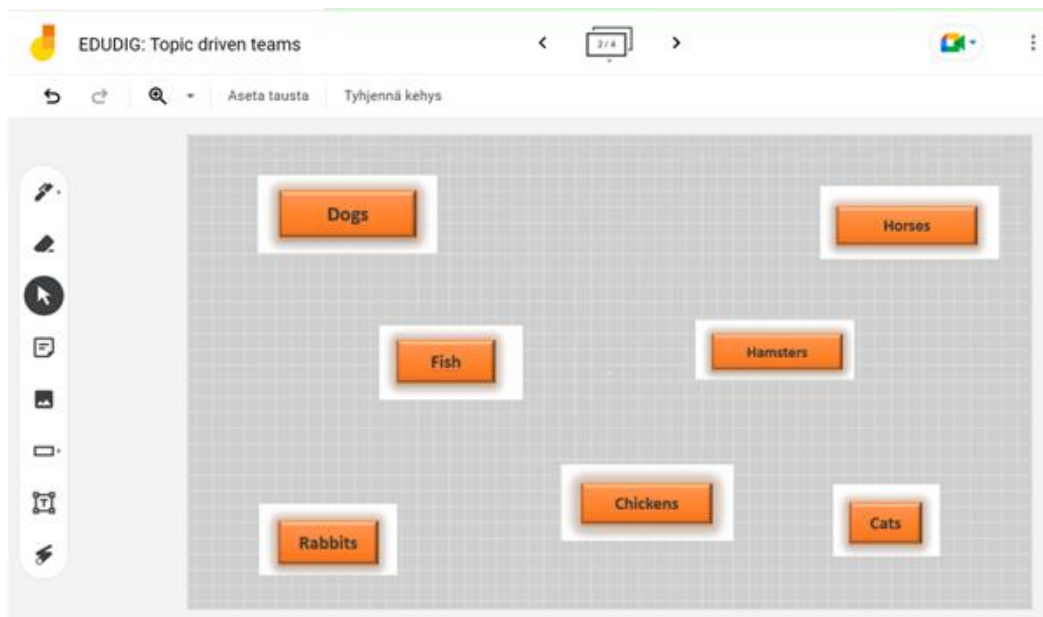 EDUDIG: Topic driven teams
2/4
Aseta tausta Tyhjennä kehys
Dogs
Horses
Fish
Hamsters
Chickens
Cats
Rabbits